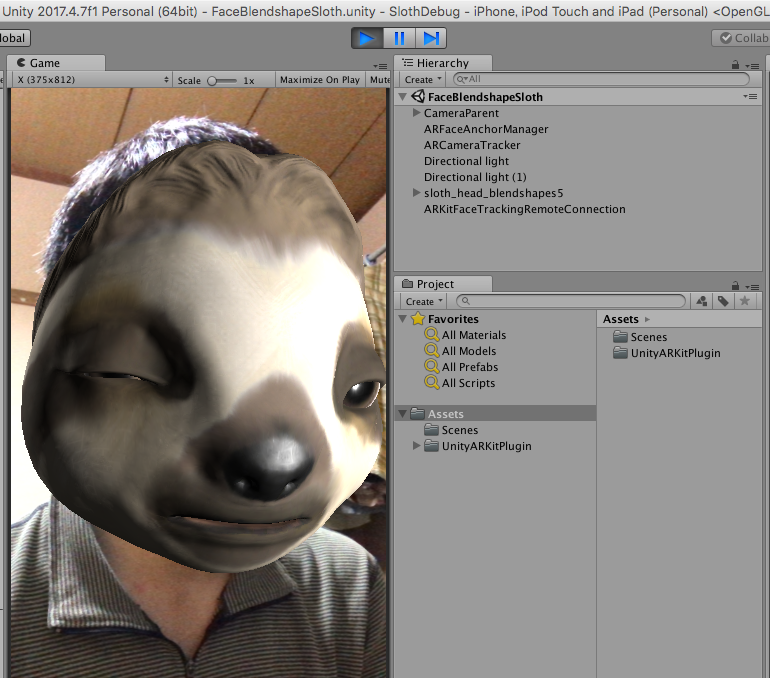 Unity 2017.4.7f1 Personal (64bit) - FaceBlendshapeSloth.unity - SlothDebug - iPhone, iPod Touch and iPad (Personal) <OpenGL
lobal
Collab
Game
X (375x812)
Scale
1x
Maximize On Play
Mute
Hierarchy
Create
All
FaceBlendshapeSloth
CameraParent
ARFaceAnchorManager
ARCameraTracker
Directional light
Directional light (1)
sloth_head_blendshapes5
ARKitFaceTrackingRemoteConnection
Project
Create
Favorites
All Materials
All Models
All Prefabs
All Scripts
Assets
Scenes
UnityARKitPlugin
Assets
Scenes
UnityARKitPlugin